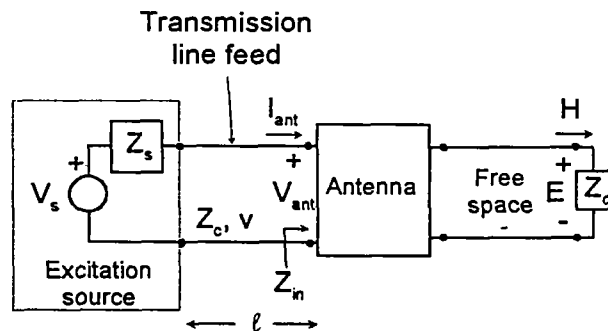 Transmission
line feed
I_ant
H
Z_s
+
+
+
V_s
V_ant
Antenna
Free
space
E
Z_o
-
-
Z_c, v
Excitation
source
Z_in
ℓ